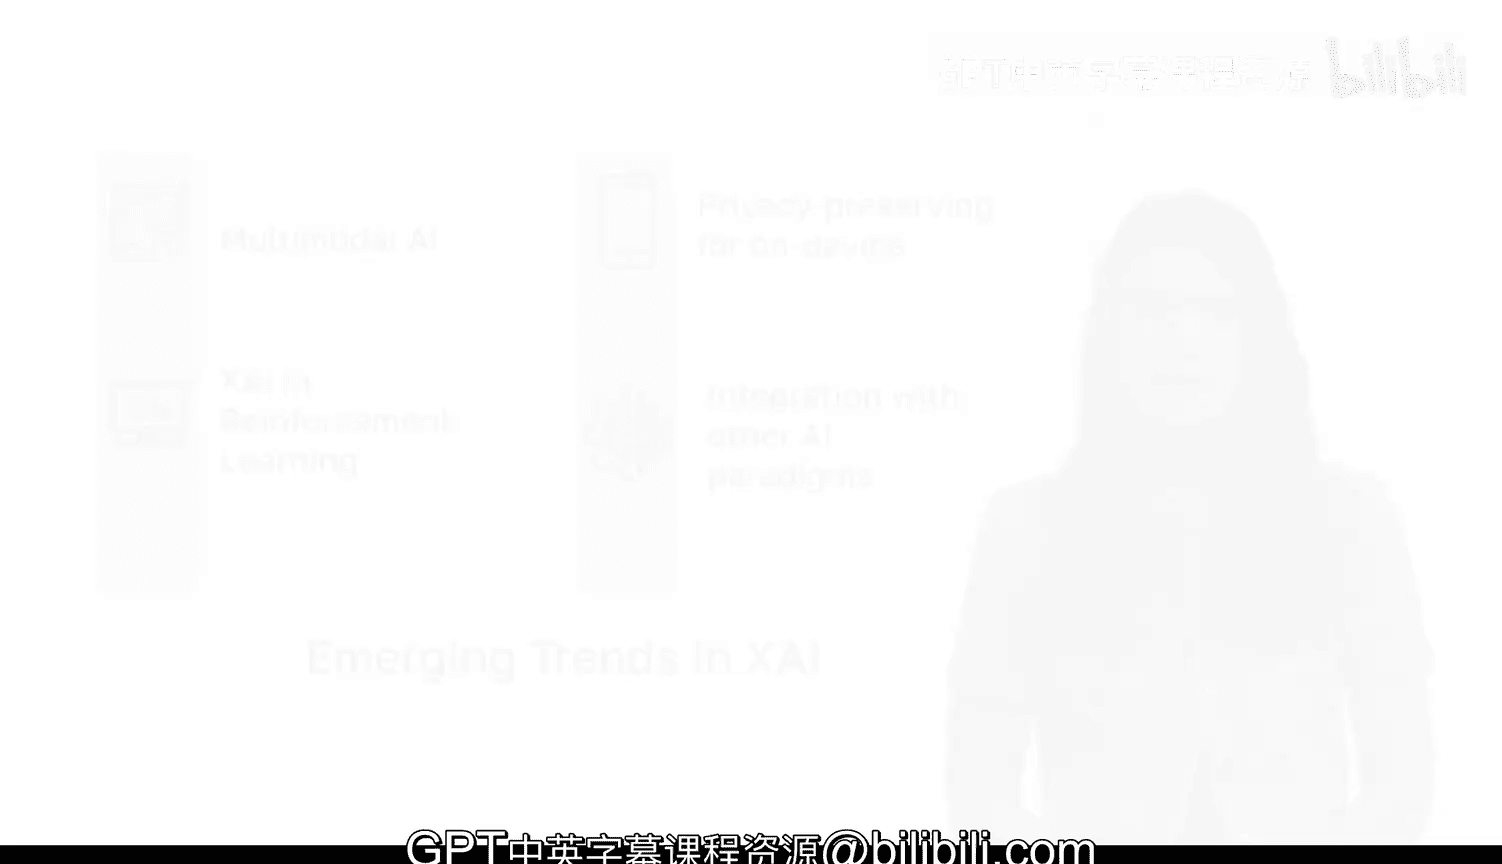 GPT中英字幕课程资源 bilibili
Multimodal AI
Privacy-preserving
for on-device
XAI in
Reinforcement
Learning
Integration with
other AI
paradigms
Emerging Trends in XAI
GPT中英字幕课程资源@bilibili.com